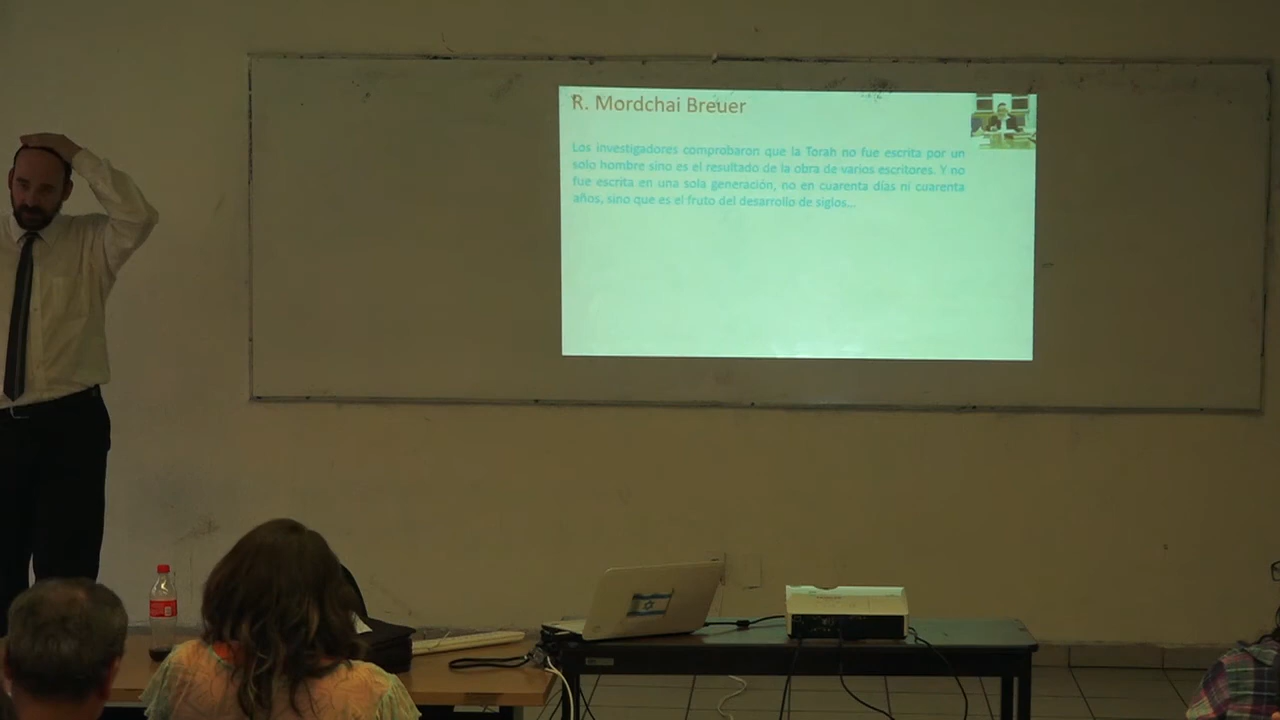 R. Mordchai Breuer
Los investigadores comprobaron que la Torah no fue escrita por un
solo hombre sino es el resultado de la obra de varios escritores. Y no
fue escrita en una sola generación, no en cuarenta días ni cuarenta
años, sino que es el fruto del desarrollo de siglos...